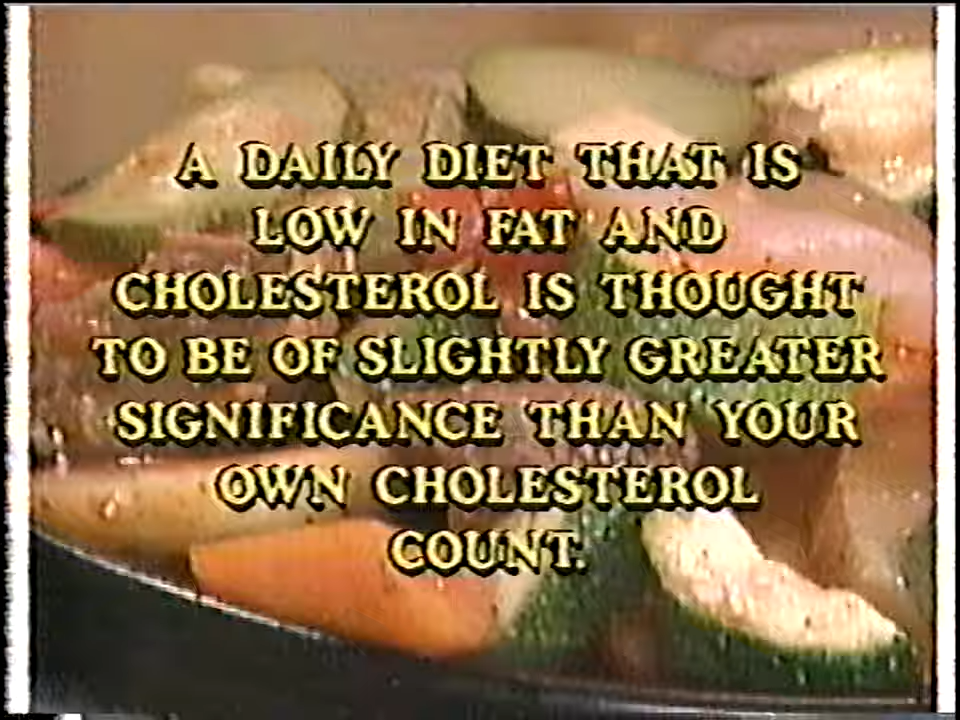 A DAILY DIET THAT IS
LOW IN FAT AND
CHOLESTEROL IS THOUGHT
TO BE OF SLIGHTLY GREATER
SIGNIFICANCE THAN YOUR
OWN CHOLESTEROL
COUNT.